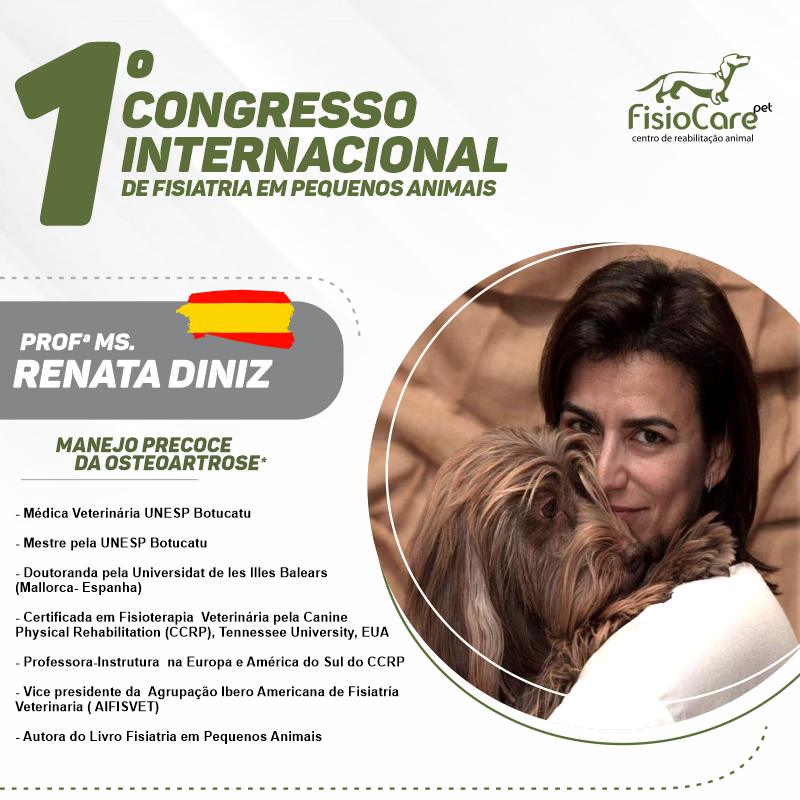 1º
CONGRESSO
INTERNACIONAL
DE FISIATRIA EM PEQUENOS ANIMAIS
FisioCare pet
centro de reabilitação animal
PROFª MS.
RENATA DINIZ
MANEJO PRECOCE
DA OSTEOARTROSE*
- Médica Veterinária UNESP Botucatu
- Mestre pela UNESP Botucatu
- Doutoranda pela Universidat de les Illes Balears
(Mallorca- Espanha)
- Certificada em Fisioterapia  Veterinária pela Canine
Physical Rehabilitation (CCRP), Tennessee University, EUA
- Professora-Instrutura  na Europa e América do Sul do CCRP
- Vice presidente da  Agrupação Ibero Americana de Fisiatría
Veterinaria ( AIFISVET)
- Autora do Livro Fisiatria em Pequenos Animais